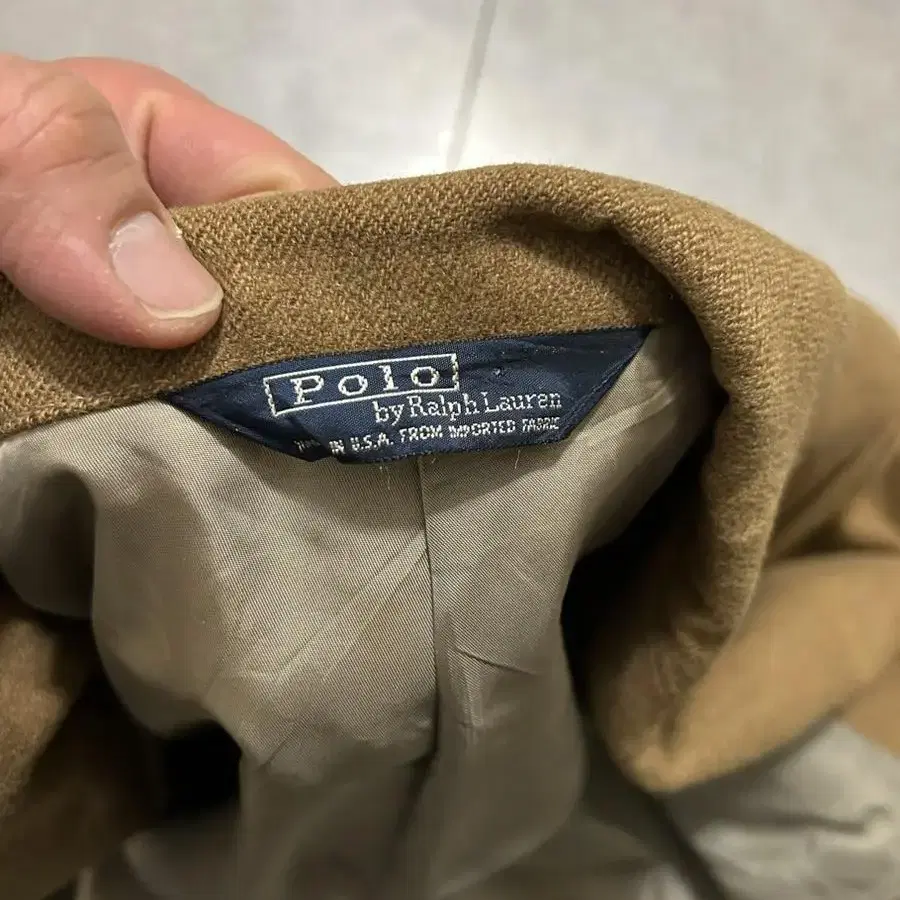 Polo
by Ralph Lauren
IN U.S.A. FROM IMPORTED FABRIC